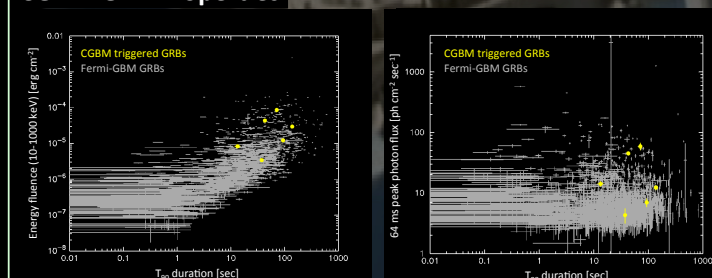 0.01
CGBM triggered GRBs
Fermi-GBM GRBs
10⁻³
10⁻⁴
10⁻⁵
10⁻⁶
10⁻⁷
10⁻⁸
Energy fluence (10-1000 keV) [erg cm⁻²]
0.01 0.1 1 10 100 1000
T₉₀ duration [sec]
CGBM triggered GRBs
Fermi-GBM GRBs
1000
100
10
1
64 ms peak photon flux [ph cm⁻² sec⁻¹]
0.01 0.1 1 10 100 1000
duration [sec]